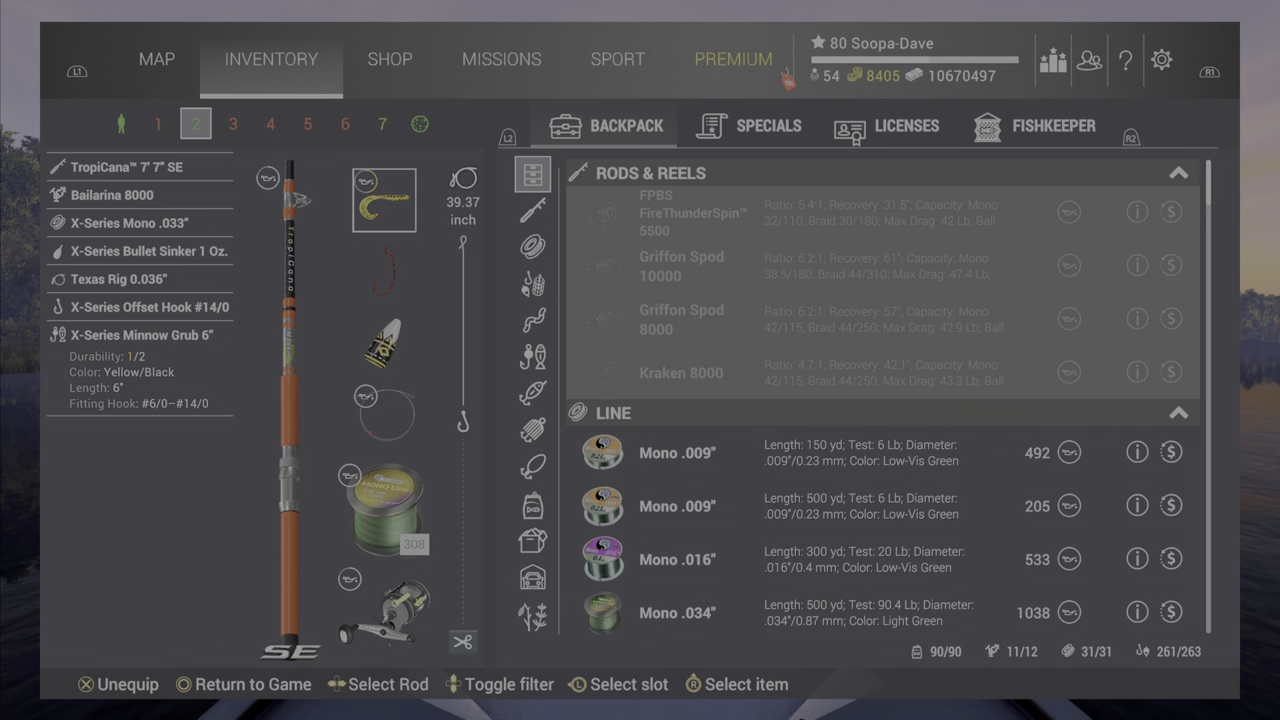 L1
MAP
INVENTORY
SHOP
MISSIONS
SPORT
PREMIUM
80 Soopa-Dave
54 8405 10670497
?
R1
1 2 3 4 5 6 7
L2
BACKPACK
SPECIALS
LICENSES
FISHKEEPER
R2
TropiCana™ 7' 7" SE
Bailarina 8000
X-Series Mono .033"
X-Series Bullet Sinker 1 Oz.
Texas Rig 0.036"
X-Series Offset Hook #14/0
X-Series Minnow Grub 6"
Durability: 1/2
Color: Yellow/Black
Length: 6"
Fitting Hook: #6/0–#14/0
TropiCana
SE
39.37
inch
MONO LINE
308
RODS & REELS
FPBS
FireThunderSpin™
5500
Ratio: 5.4:1; Recovery: 31.5"; Capacity: Mono
32/110, Braid 30/180; Max Drag: 42 Lb; Ball
Griffon Spod
10000
Ratio: 6.2:1; Recovery: 61"; Capacity: Mono
38.5/180, Braid 44/310; Max Drag: 47.4 Lb;
Griffon Spod
8000
Ratio: 6.2:1; Recovery: 57"; Capacity: Mono
42/115, Braid 44/250; Max Drag: 42.9 Lb, Ball
Kraken 8000
Ratio: 4.7:1; Recovery: 42.1"; Capacity: Mono
42/115, Braid 44/250, Max Drag: 43.3 Lb, Ball
LINE
Mono .009"
Length: 150 yd; Test: 6 Lb; Diameter:
.009"/0.23 mm; Color: Low-Vis Green
492
Mono .009"
Length: 500 yd; Test: 6 Lb; Diameter:
.009"/0.23 mm; Color: Low-Vis Green
205
Mono .016"
Length: 300 yd; Test: 20 Lb; Diameter:
.016"/0.4 mm; Color: Low-Vis Green
533
Mono .034"
Length: 500 yd; Test: 90.4 Lb; Diameter:
.034"/0.87 mm; Color: Light Green
1038
90/90 11/12 31/31 261/263
Unequip
Return to Game
Select Rod
Toggle filter
L Select slot
R Select item